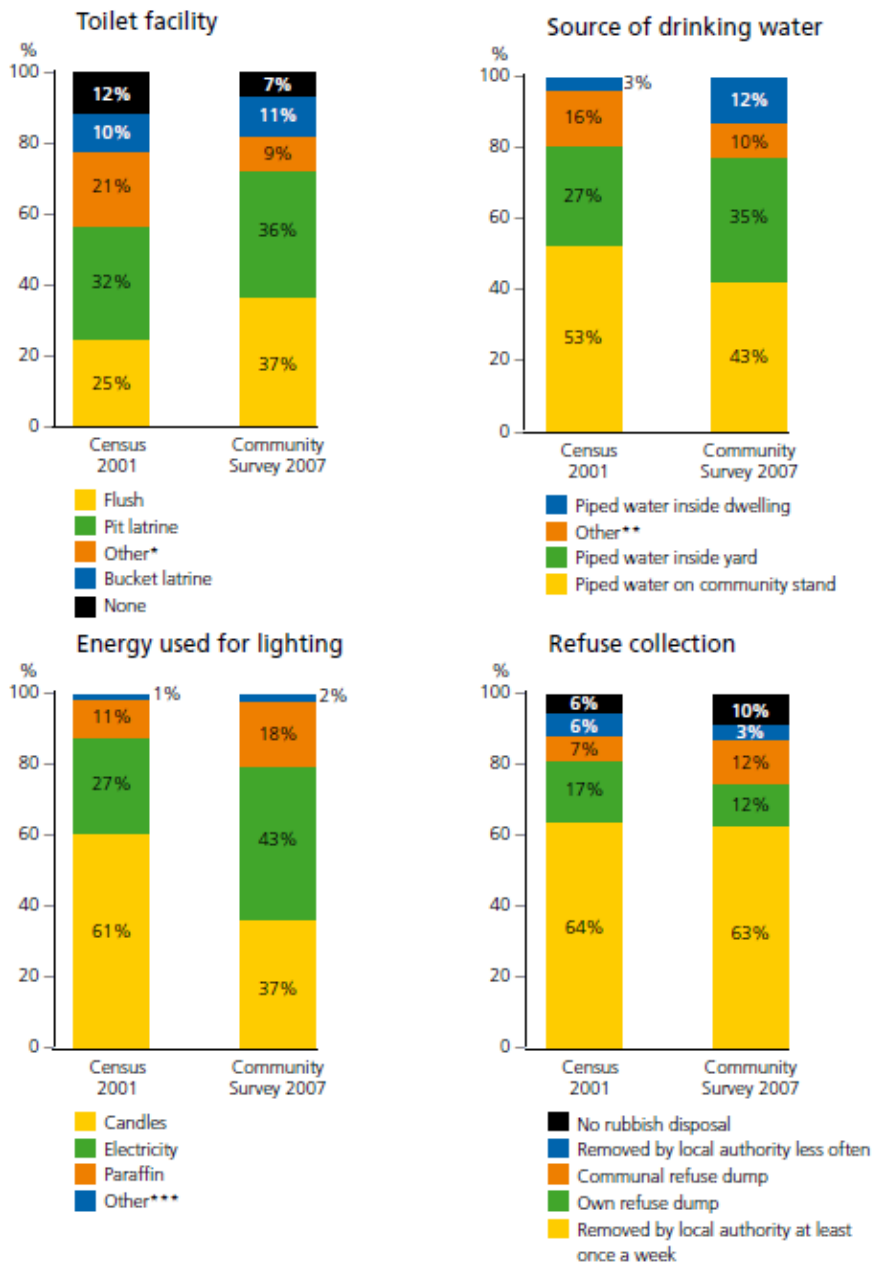 Toilet facility
%
100
80
60
40
20
0
12%
10%
21%
32%
25%
7%
11%
9%
36%
37%
Census
2001
Community
Survey 2007
Flush
Pit latrine
Other*
Bucket latrine
None
Source of drinking water
%
100
80
60
40
20
0
3%
16%
27%
53%
12%
10%
35%
43%
Census
2001
Community
Survey 2007
Piped water inside dwelling
Other**
Piped water inside yard
Piped water on community stand
Energy used for lighting
%
100
80
60
40
20
0
1%
11%
27%
61%
2%
18%
43%
37%
Census
2001
Community
Survey 2007
Candles
Electricity
Paraffin
Other***
Refuse collection
%
100
80
60
40
20
0
6%
6%
7%
17%
64%
10%
3%
12%
12%
63%
Census
2001
Community
Survey 2007
No rubbish disposal
Removed by local authority less often
Communal refuse dump
Own refuse dump
Removed by local authority at least
once a week